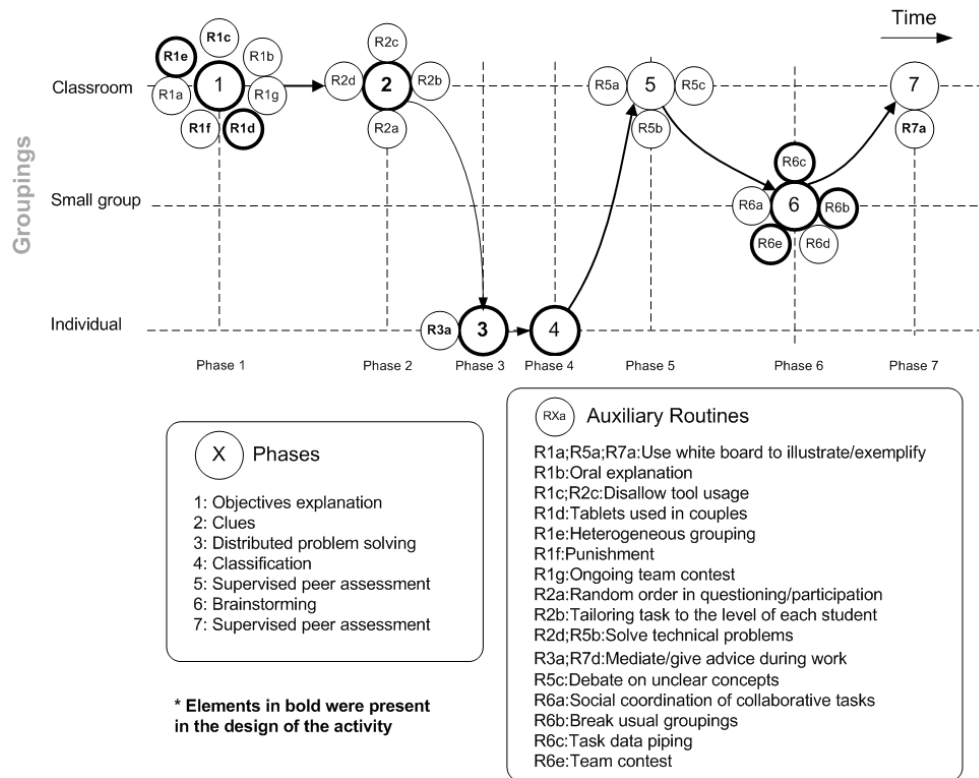 Time
R1c
R1e
R1b
R1a
1
R1g
R1f
R1d
R2c
R2d
2
R2b
R2a
R5a
5
R5c
R5b
7
R7a
Classroom
Groupings
Small group
R6c
R6a
6
R6b
R6e
R6d
Individual
R3a
3
4
Phase 1
Phase 2
Phase 3
Phase 4
Phase 5
Phase 6
Phase 7
X Phases
1: Objectives explanation
2: Clues
3: Distributed problem solving
4: Classification
5: Supervised peer assessment
6: Brainstorming
7: Supervised peer assessment
* Elements in bold were present
in the design of the activity
RXa Auxiliary Routines
R1a;R5a;R7a:Use white board to illustrate/exemplify
R1b:Oral explanation
R1c;R2c:Disallow tool usage
R1d:Tablets used in couples
R1e:Heterogeneous grouping
R1f:Punishment
R1g:Ongoing team contest
R2a:Random order in questioning/participation
R2b:Tailoring task to the level of each student
R2d;R5b:Solve technical problems
R3a;R7d:Mediate/give advice during work
R5c:Debate on unclear concepts
R6a:Social coordination of collaborative tasks
R6b:Break usual groupings
R6c:Task data piping
R6e:Team contest